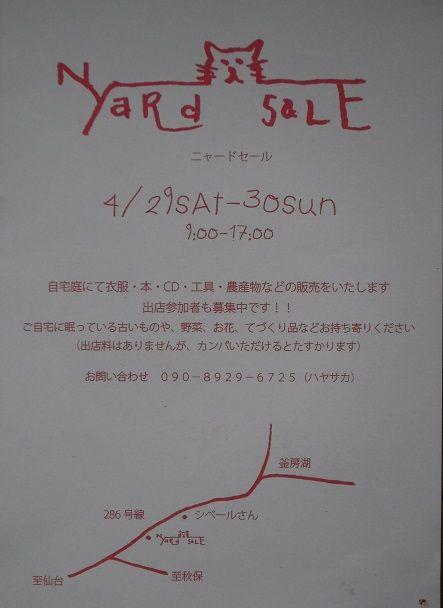 Nyard SALE
ニャードセール
4/29sAt-30sun
9:00-17:00
自宅庭にて衣服・本・CD・工具・農産物などの販売をいたします
出店参加者も募集中です！！
ご自宅に眠っている古いものや、野菜、お花、てづくり品などお持ち寄りください
（出店料はありませんが、カンパいただけるとたすかります）
お問い合わせ　０９０－８９２９－６７２５（ハヤサカ）
釜房湖
286号線
シベールさん
Nyard SALE
至仙台
至秋保